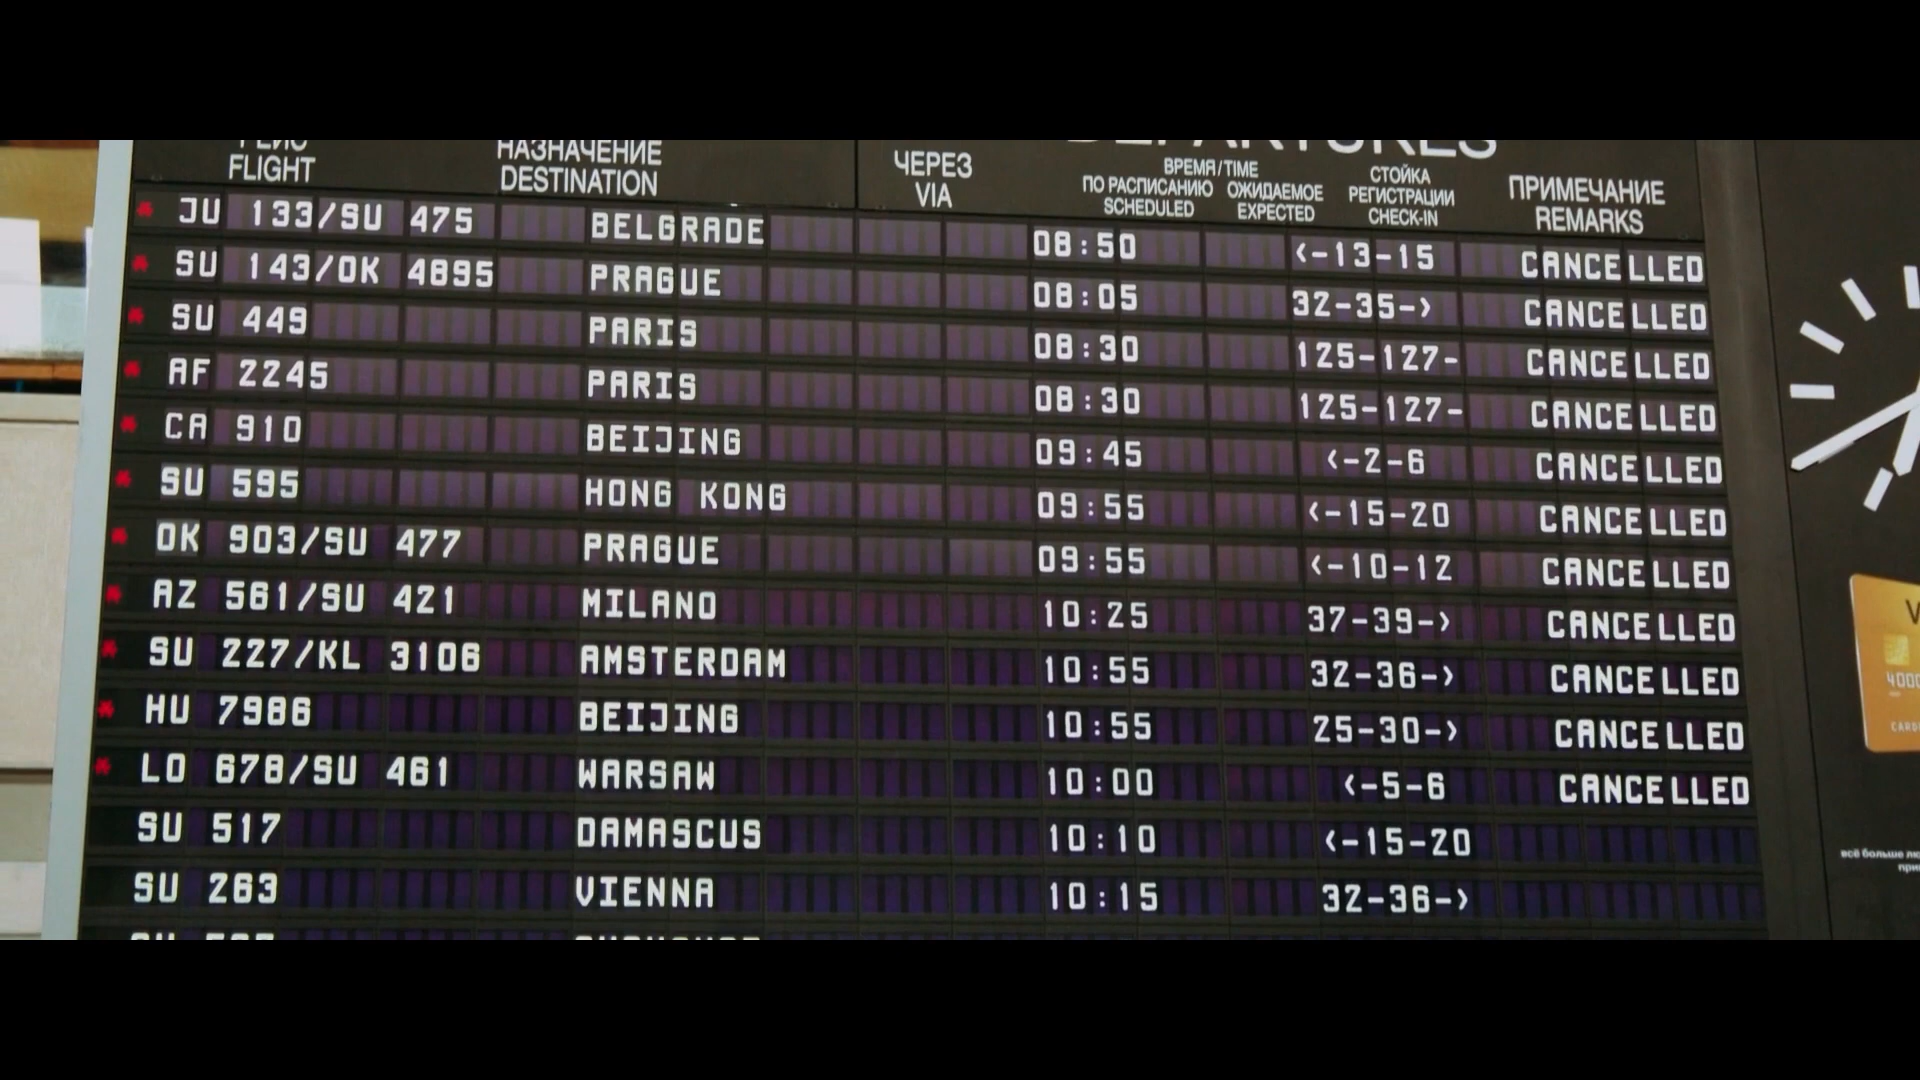 РЕЙС
FLIGHT
НАЗНАЧЕНИЕ
DESTINATION
ЧЕРЕЗ
VIA
DEPARTURES
ВРЕМЯ/TIME
ПО РАСПИСАНИЮ
SCHEDULED
ОЖИДАЕМОЕ
EXPECTED
СТОЙКА
РЕГИСТРАЦИИ
CHECK-IN
ПРИМЕЧАНИЕ
REMARKS
JU 133/SU 475 BELGRADE 08:50 <-13-15 CANCELLED
SU 143/OK 4895 PRAGUE 08:05 32-35-> CANCELLED
SU 449 PARIS 08:30 125-127- CANCELLED
AF 2245 PARIS 08:30 125-127- CANCELLED
CA 910 BEIJING 09:45 <-2-6 CANCELLED
SU 595 HONG KONG 09:55 <-15-20 CANCELLED
OK 903/SU 477 PRAGUE 09:55 <-10-12 CANCELLED
AZ 561/SU 421 MILANO 10:25 37-39-> CANCELLED
SU 227/KL 3106 AMSTERDAM 10:55 32-36-> CANCELLED
HU 7986 BEIJING 10:55 25-30-> CANCELLED
LO 678/SU 461 WARSAW 10:00 <-5-6 CANCELLED
SU 517 DAMASCUS 10:10 <-15-20
SU 263 VIENNA 10:15 32-36->
4000
всё больше